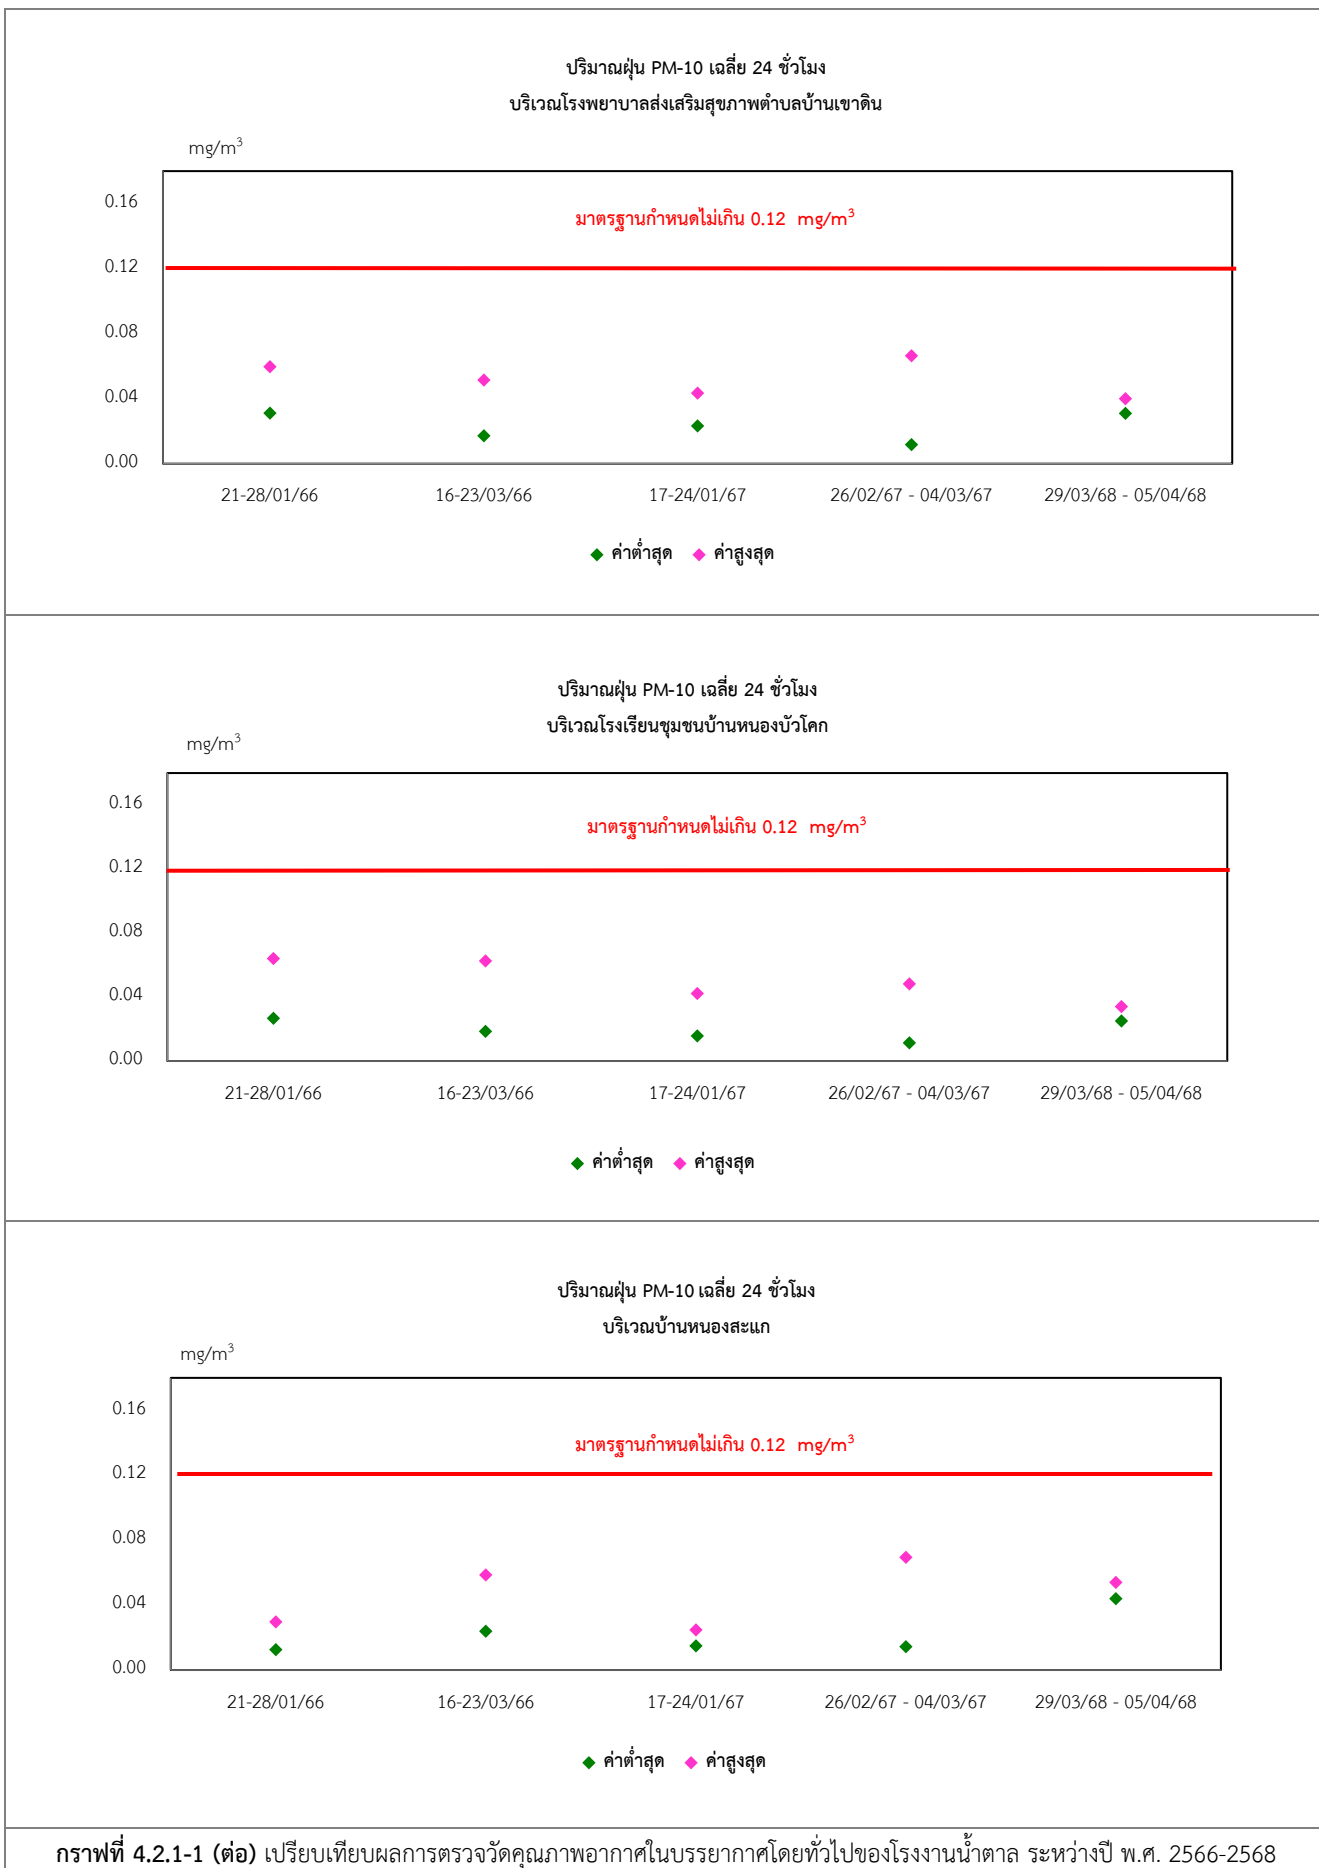 ปริมาณฝุ่น PM-10 เฉลี่ย 24 ชั่วโมง
บริเวณโรงพยาบาลส่งเสริมสุขภาพตำบลบ้านเขาดิน
mg/m³
0.16
มาตรฐานกำหนดไม่เกิน 0.12 mg/m³
0.12
0.08
0.04
0.00
21-28/01/66 16-23/03/66 17-24/01/67 26/02/67 - 04/03/67 29/03/68 - 05/04/68
ค่าต่ำสุด ค่าสูงสุด
ปริมาณฝุ่น PM-10 เฉลี่ย 24 ชั่วโมง
บริเวณโรงเรียนชุมชนบ้านหนองบัวโคก
mg/m³
0.16
มาตรฐานกำหนดไม่เกิน 0.12 mg/m³
0.12
0.08
0.04
0.00
21-28/01/66 16-23/03/66 17-24/01/67 26/02/67 - 04/03/67 29/03/68 - 05/04/68
ค่าต่ำสุด ค่าสูงสุด
ปริมาณฝุ่น PM-10 เฉลี่ย 24 ชั่วโมง
บริเวณบ้านหนองสะแก
mg/m³
0.16
มาตรฐานกำหนดไม่เกิน 0.12 mg/m³
0.12
0.08
0.04
0.00
21-28/01/66 16-23/03/66 17-24/01/67 26/02/67 - 04/03/67 29/03/68 - 05/04/68
ค่าต่ำสุด ค่าสูงสุด
กราฟที่ 4.2.1-1 (ต่อ) เปรียบเทียบผลการตรวจวัดคุณภาพอากาศในบรรยากาศโดยทั่วไปของโรงงานน้ำตาล ระหว่างปี พ.ศ. 2566-2568